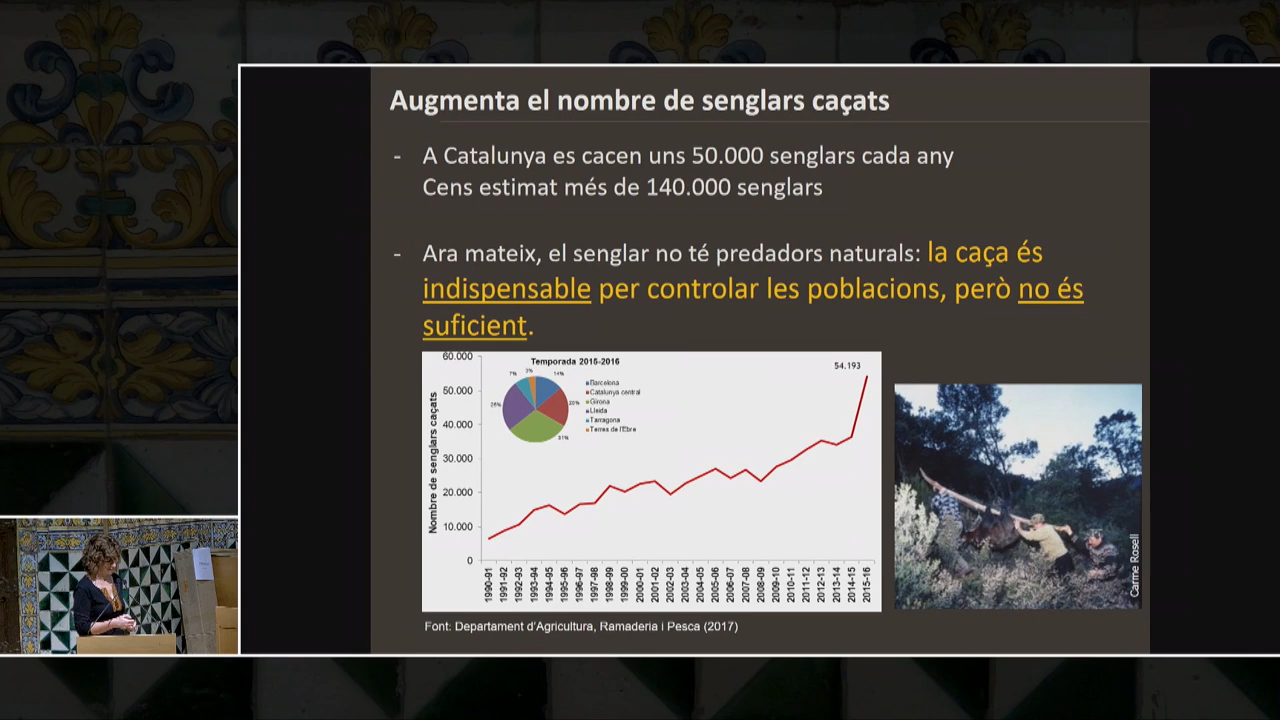 Augmenta el nombre de senglars caçats
- A Catalunya es cacen uns 50.000 senglars cada any
Cens estimat més de 140.000 senglars
- Ara mateix, el senglar no té predadors naturals: la caça és
indispensable per controlar les poblacions, però no és
suficient.
Temporada 2015-2016
7% 3% 14%
20%
31%
25%
Barcelona
Catalunya central
Girona
Lleida
Tarragona
Terres de l'Ebre
54.193
Nombre de senglars caçats
60.000
50.000
40.000
30.000
20.000
10.000
0
1990-91 1991-92 1992-93 1993-94 1994-95 1995-96 1996-97 1997-98 1998-99 1999-00 2000-01 2001-02 2002-03 2003-04 2004-05 2005-06 2006-07 2007-08 2008-09 2009-10 2010-11 2011-12 2012-13 2013-14 2014-15 2015-16
Carme Rosell
Font: Departament d'Agricultura, Ramaderia i Pesca (2017)